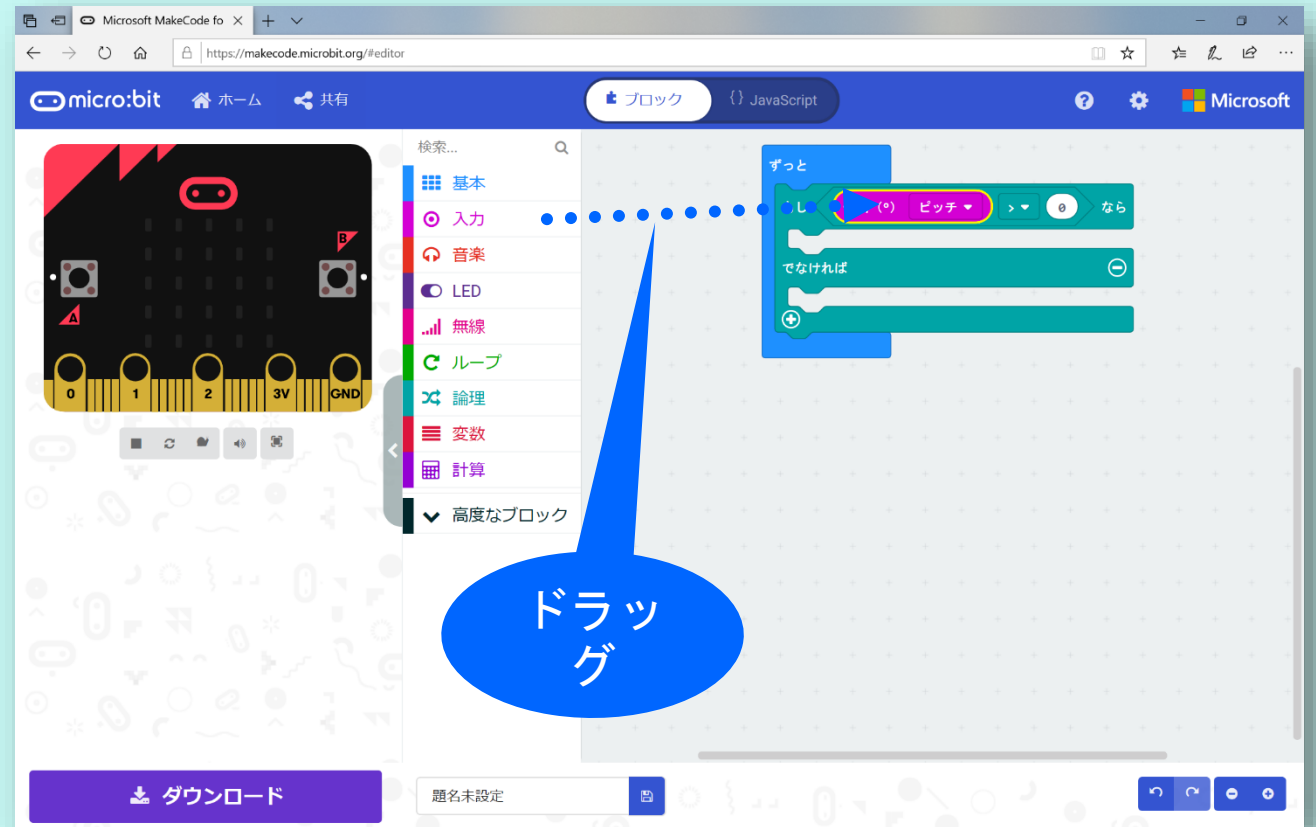 Microsoft MakeCode fo
https://makecode.microbit.org/#editor
micro:bit ホーム 共有 ブロック {} JavaScript Microsoft
検索...
基本
入力
音楽
LED
無線
ループ
論理
変数
計算
高度なブロック
B
A
0 1 2 3V GND
ずっと
(°) ピッチ > 0 なら
でなければ
ドラッ
グ
ダウンロード
題名未設定